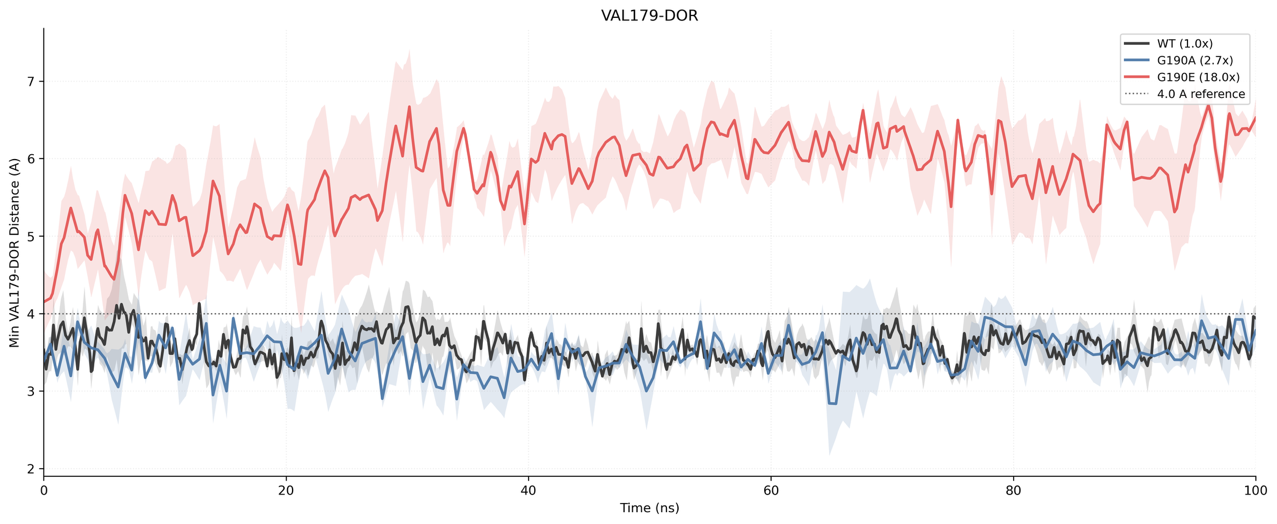 VAL179-DOR
WT (1.0x)
G190A (2.7x)
G190E (18.0x)
4.0 A reference
Min VAL179-DOR Distance (A)
7
6
5
4
3
2
0
20
40
60
80
100
Time (ns)